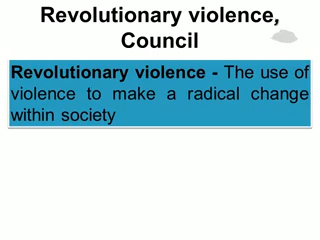 Revolutionary violence,
Council
Revolutionary violence - The use of
violence to make a radical change
within society